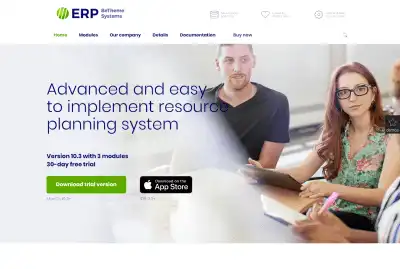 ERP BeTheme
Systems
Home Modules Our company Details Documentation Buy now
Advanced and easy
to implement resource
planning system
Version 10.3 with 3 modules
30-day free trial
Download trial version
Download on the
App Store